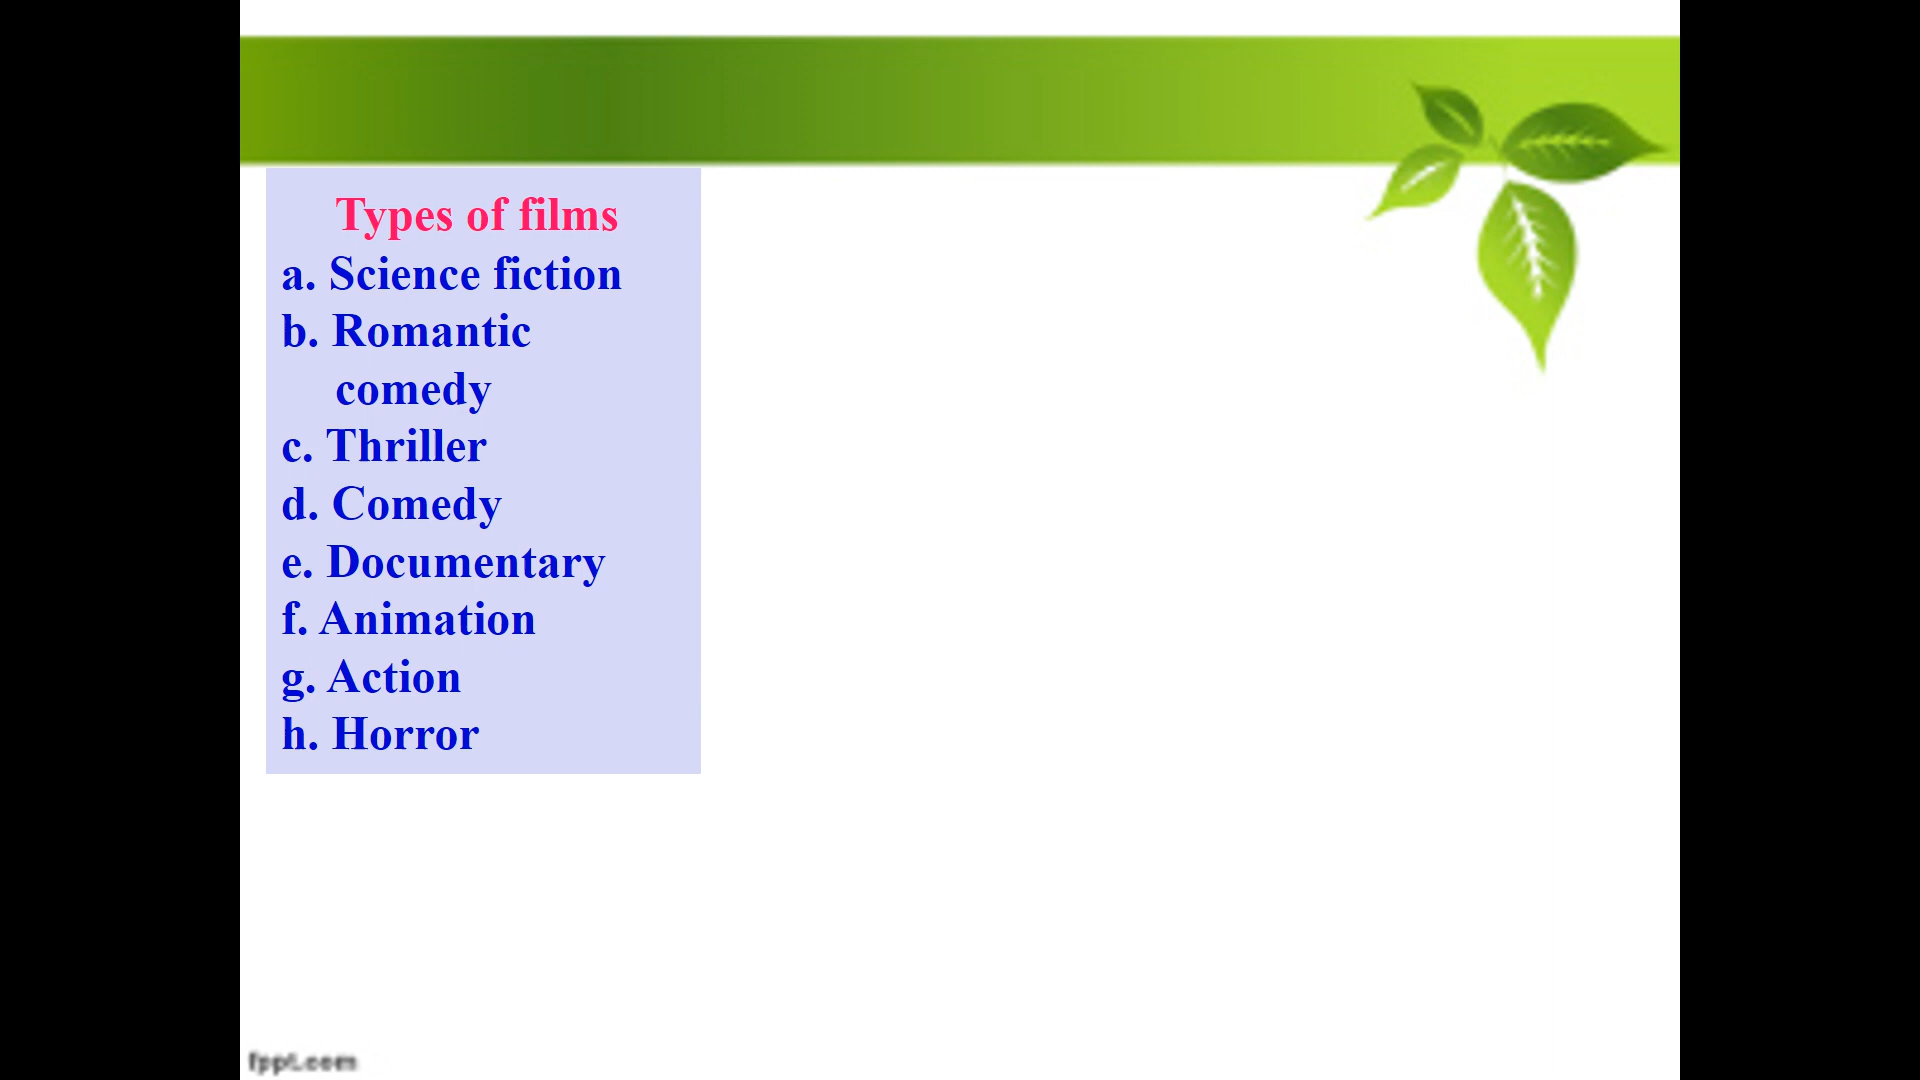 Types of films
a. Science fiction
b. Romantic
comedy
c. Thriller
d. Comedy
e. Documentary
f. Animation
g. Action
h. Horror
fppt.com